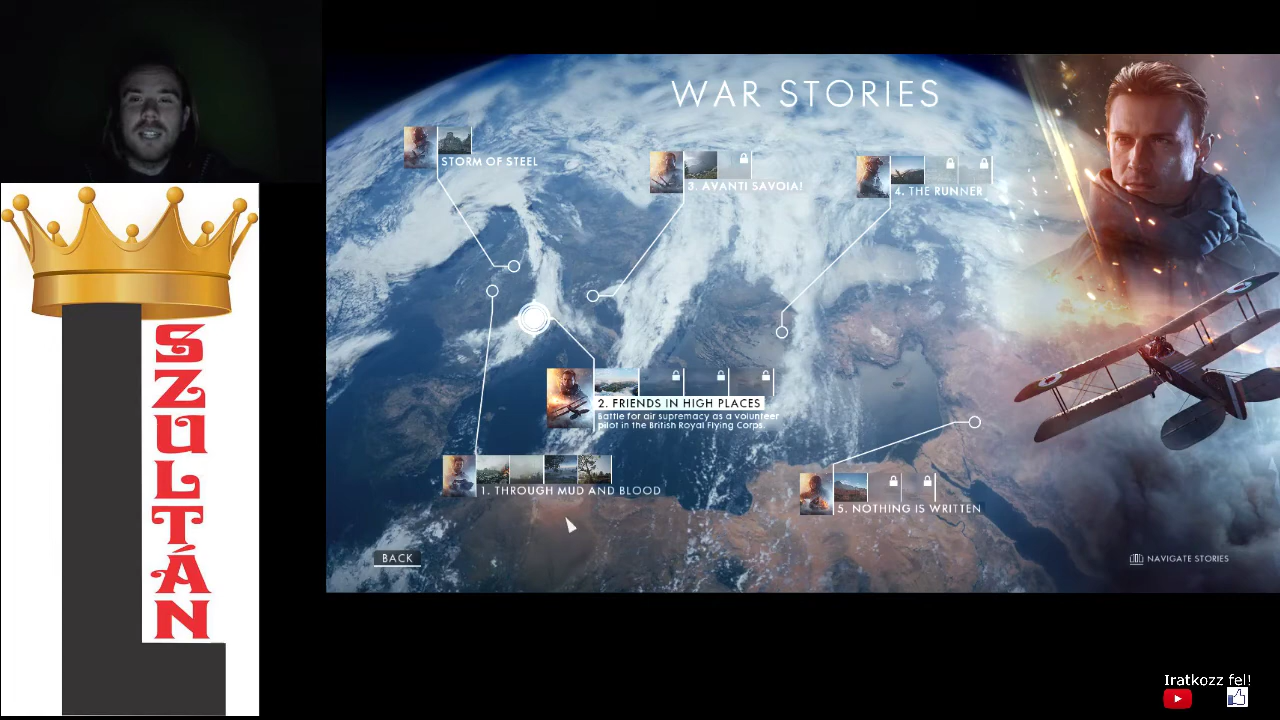 WAR STORIES
STORM OF STEEL
3. AVANTI SAVOIA!
4. THE RUNNER
2. FRIENDS IN HIGH PLACES
Battle for air supremacy as a volunteer
pilot in the British Royal Flying Corps.
1. THROUGH MUD AND BLOOD
5. NOTHING IS WRITTEN
BACK
NAVIGATE STORIES
L
SZULTÁN
Iratkozz fel!